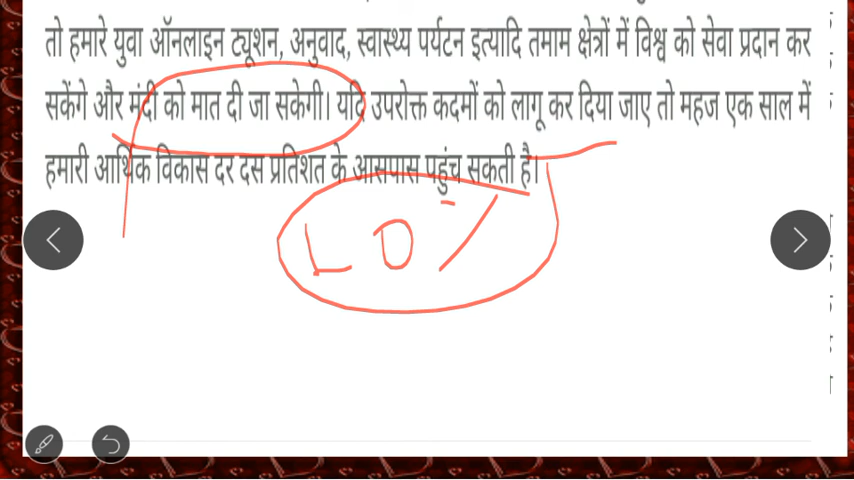 तो हमारे युवा ऑनलाइन ट्यूशन, अनुवाद, स्वास्थ्य पर्यटन इत्यादि तमाम क्षेत्रों में विश्व को सेवा प्रदान कर
सकेंगे और मंदी को मात दी जा सकेगी। यदि उपरोक्त कदमों को लागू कर दिया जाए तो महज एक साल में
हमारी आर्थिक विकास दर दस प्रतिशत के आसपास पहुंच सकती है।